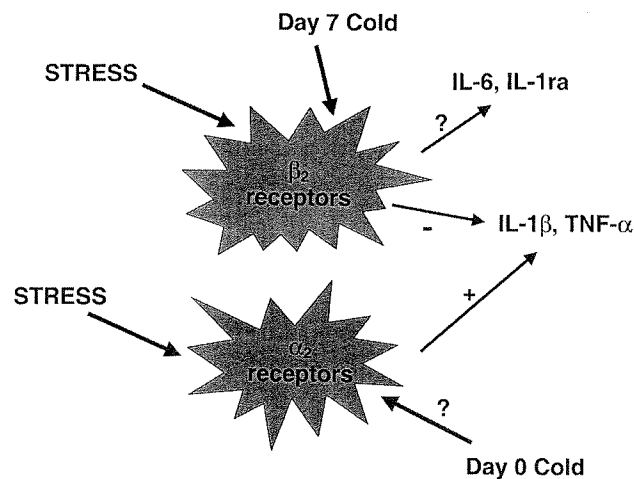 Day 7 Cold
STRESS
IL-6, IL-1ra
?
β₂
receptors
-
IL-1β, TNF-α
+
STRESS
α₂
receptors
?
Day 0 Cold